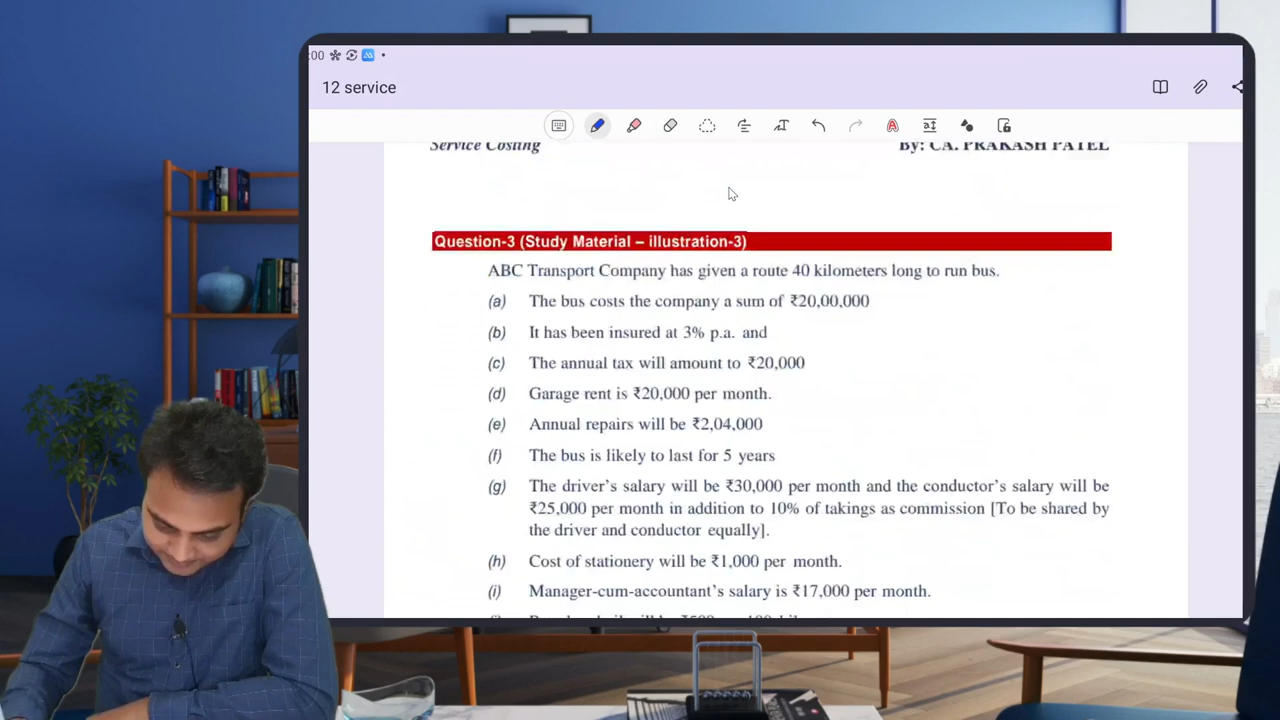 :00
12 service
Service Costing By: CA. PRAKASH PATEL
Question-3 (Study Material – illustration-3)
ABC Transport Company has given a route 40 kilometers long to run bus.
(a) The bus costs the company a sum of ₹20,00,000
(b) It has been insured at 3% p.a. and
(c) The annual tax will amount to ₹20,000
(d) Garage rent is ₹20,000 per month.
(e) Annual repairs will be ₹2,04,000
(f) The bus is likely to last for 5 years
(g) The driver's salary will be ₹30,000 per month and the conductor's salary will be
₹25,000 per month in addition to 10% of takings as commission [To be shared by
the driver and conductor equally].
(h) Cost of stationery will be ₹1,000 per month.
(i) Manager-cum-accountant's salary is ₹17,000 per month.